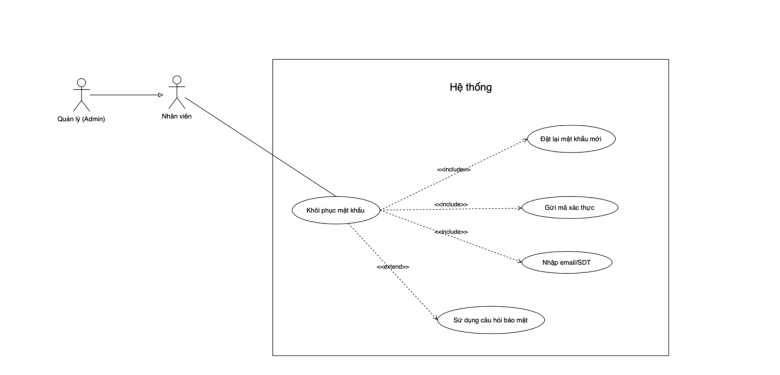 Hệ thống
Quản lý (Admin)
Nhân viên
Đặt lại mật khẩu mới
<<include>>
Khôi phục mật khẩu
<<include>>
Gửi mã xác thực
<<include>>
Nhập email/SDT
<<extend>>
Sử dụng câu hỏi bảo mật